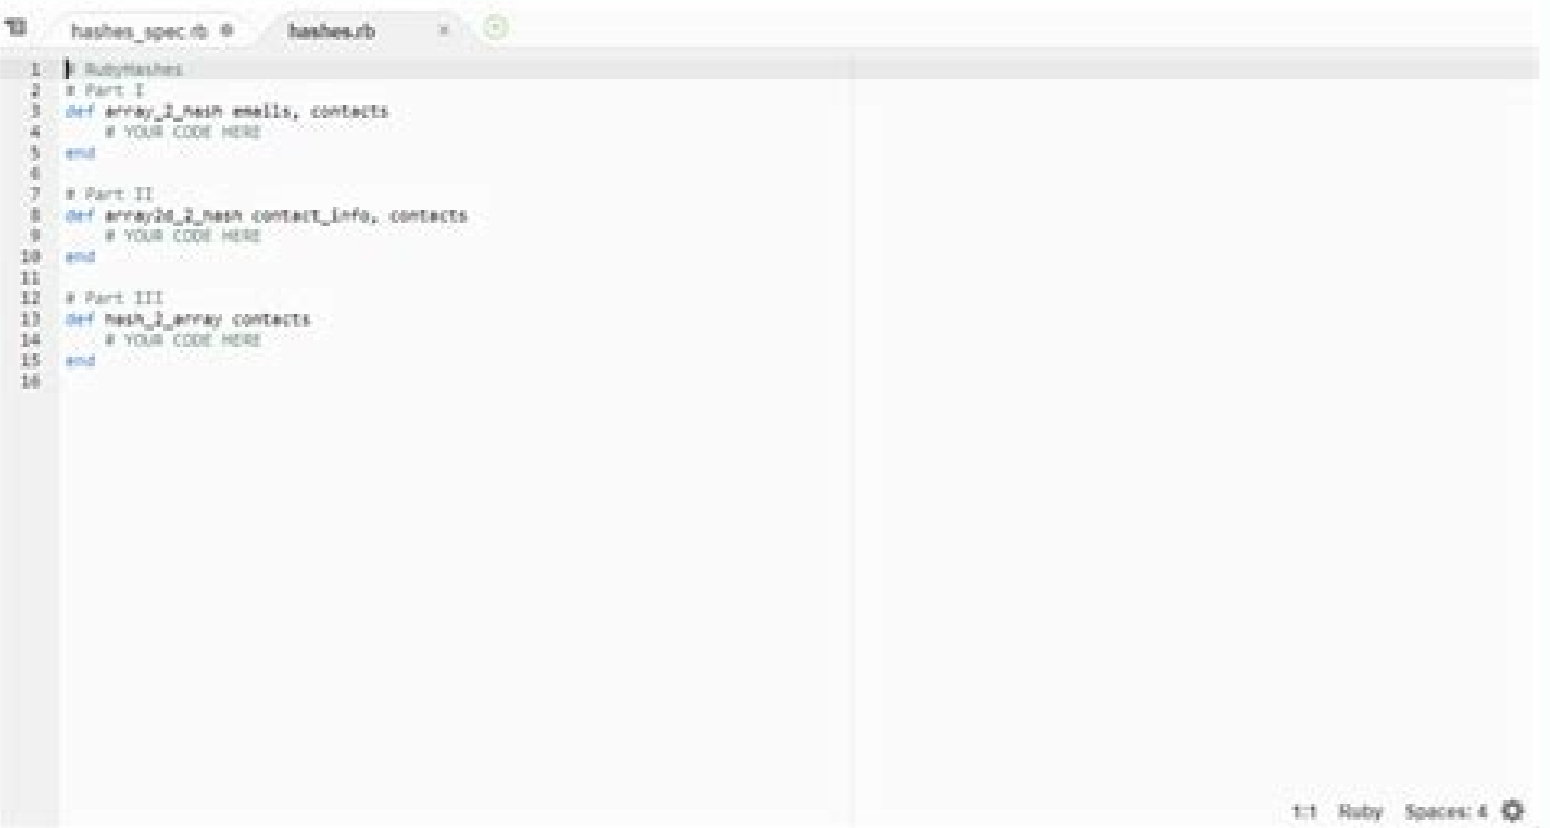 hashes_spec.rb hashes.rb
1 # RubyHashes
2 # Part I
3 def array_2_hash emails, contacts
4 # YOUR CODE HERE
5 end
6
7 # Part II
8 def array2d_2_hash contact_info, contacts
9 # YOUR CODE HERE
10 end
11
12 # Part III
13 def hash_2_array contacts
14 # YOUR CODE HERE
15 end
16
1:1 Ruby Spaces: 4